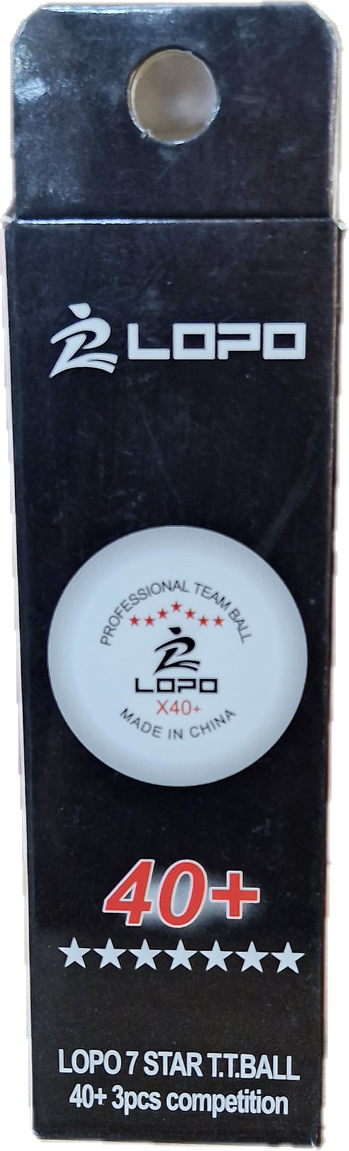 LOPO
PROFESSIONAL TEAM BALL
LOPO
X40+
MADE IN CHINA
40+
LOPO 7 STAR T.T.BALL
40+ 3pcs competition